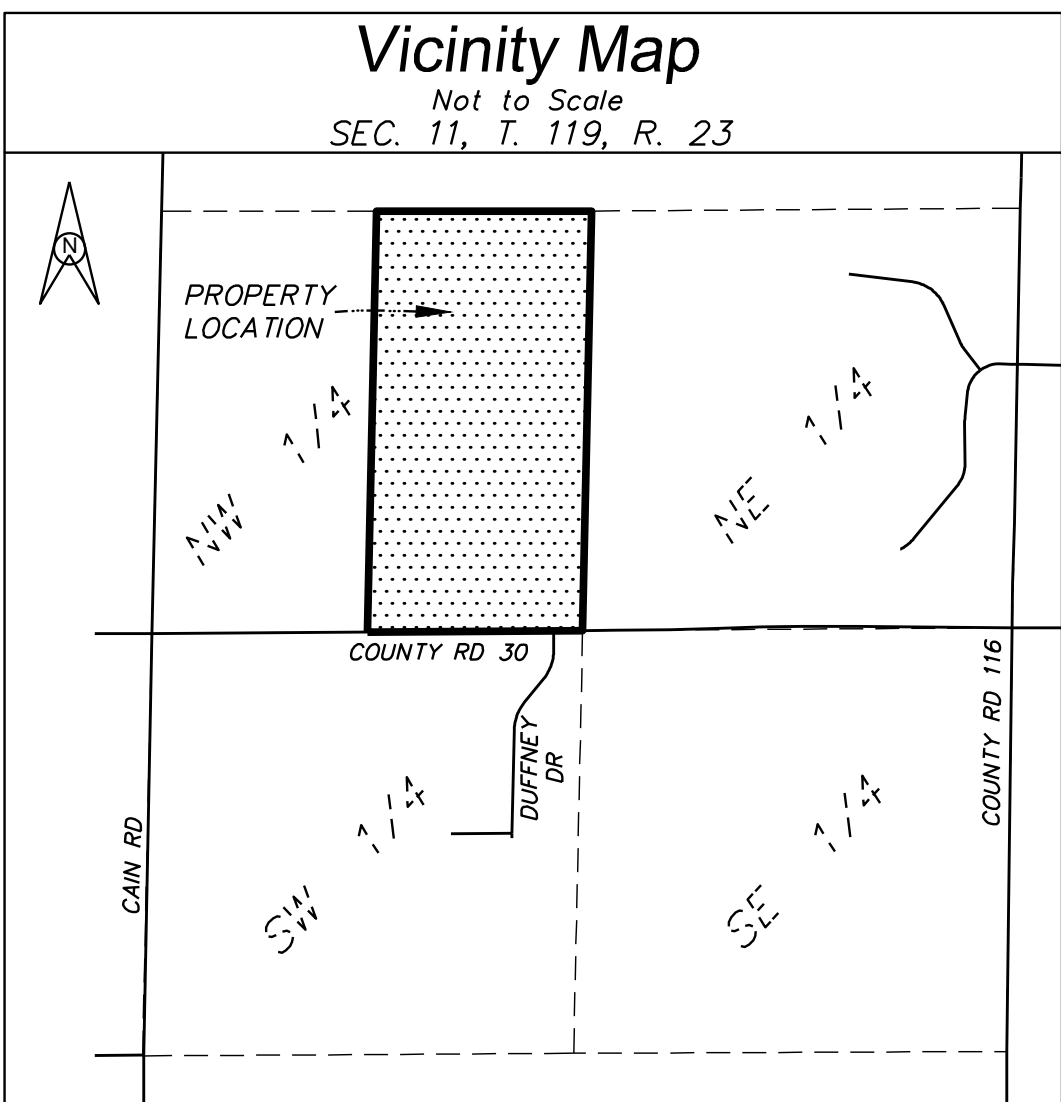 Vicinity Map
Not to Scale
SEC. 11, T. 119, R. 23
N
PROPERTY
LOCATION
NW 1/4
NE 1/4
COUNTY RD 30
COUNTY RD 116
DUFFNEY
DR
CAIN RD
SW 1/4
SE 1/4